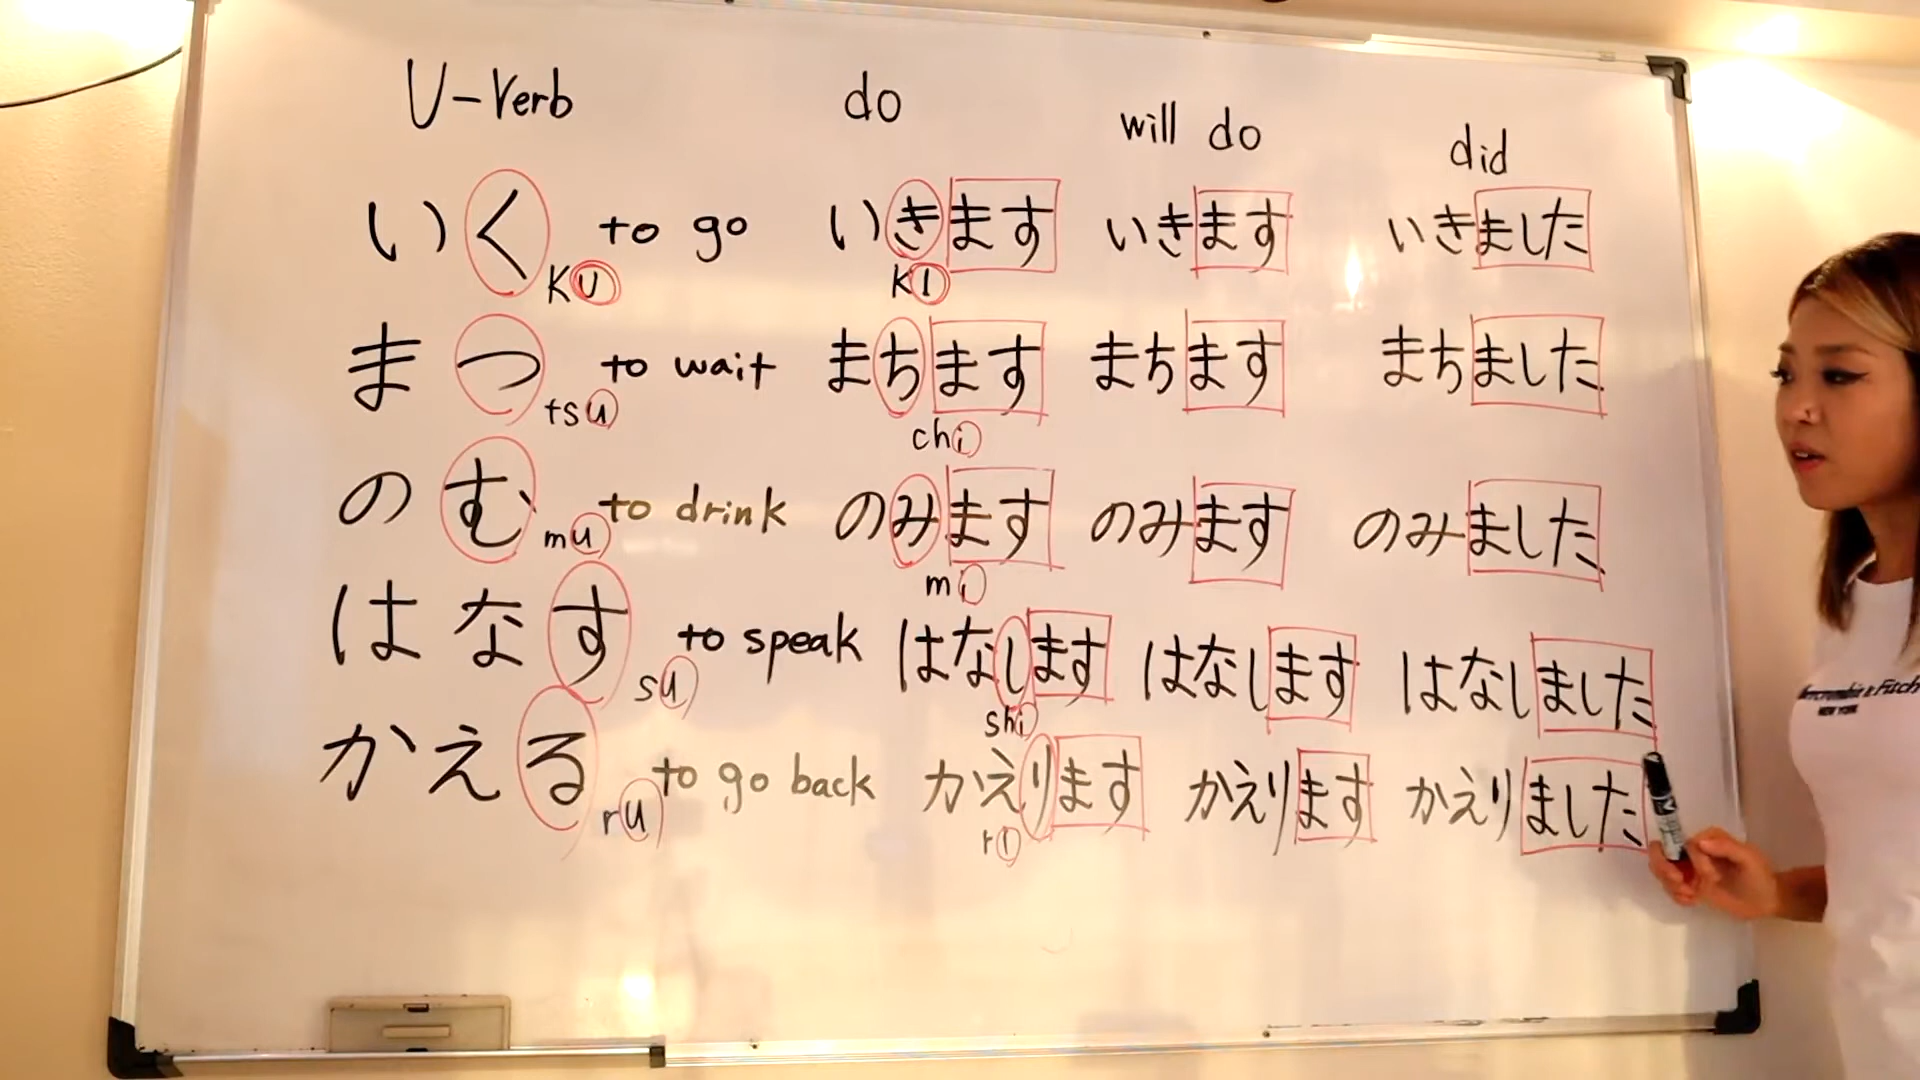 U-Verb do will do did
いく to go いきます いきます いきました
KU KI
まつ to wait まちます まちます まちました
tsu chi
のむ to drink のみます のみます のみました
mu mi
はなす to speak はなします はなします はなしました
su shi
かえる to go back かえります かえります かえりました
ru ri
Abercrombie & Fitch
NEW YORK